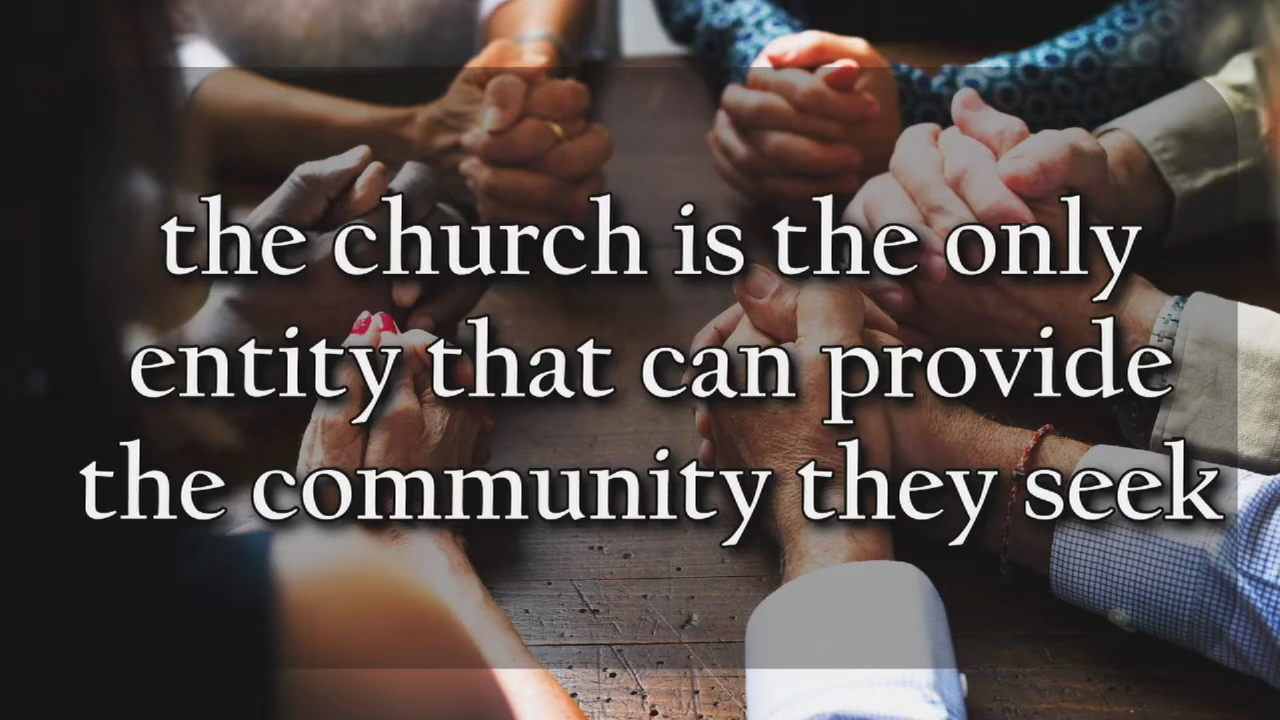 the church is the only
entity that can provide
the community they seek